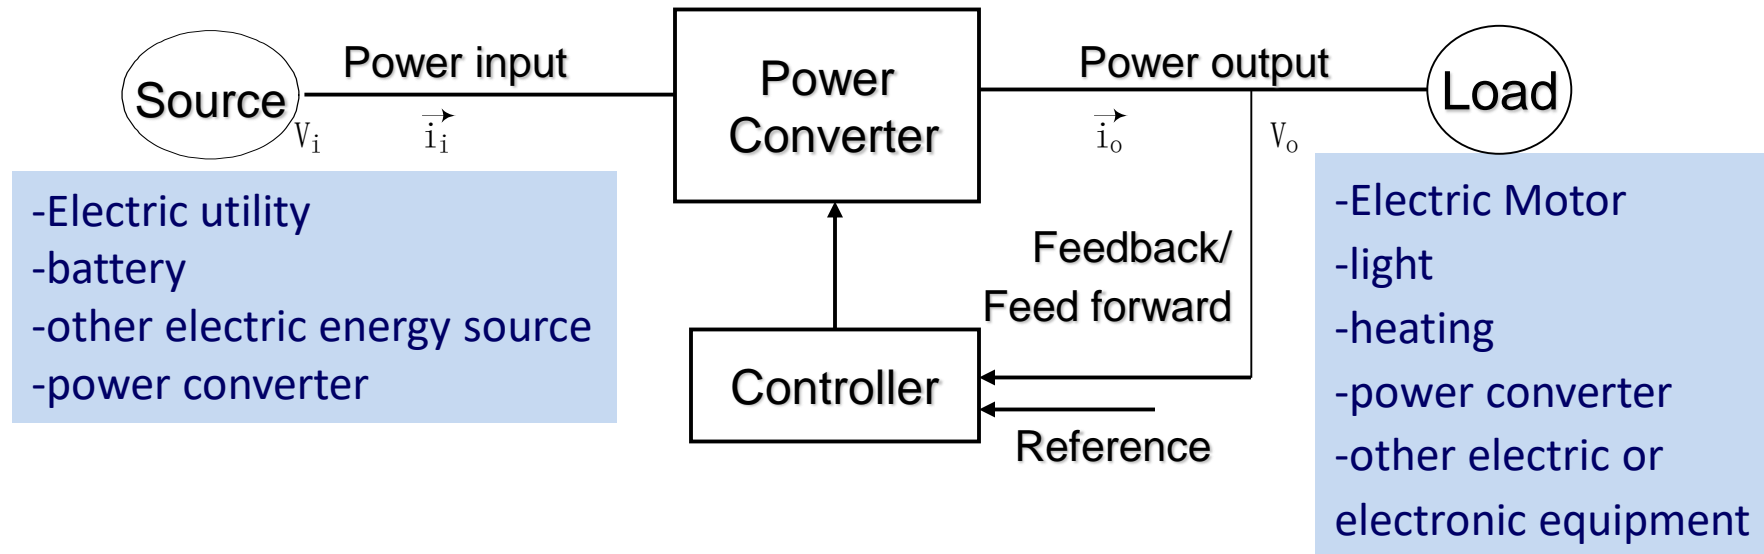 Source
Power input
Vi
ii
Power
Converter
Power output
io
Vo
Load
-Electric utility
-battery
-other electric energy source
-power converter
Feedback/
Feed forward
Controller
Reference
-Electric Motor
-light
-heating
-power converter
-other electric or
electronic equipment